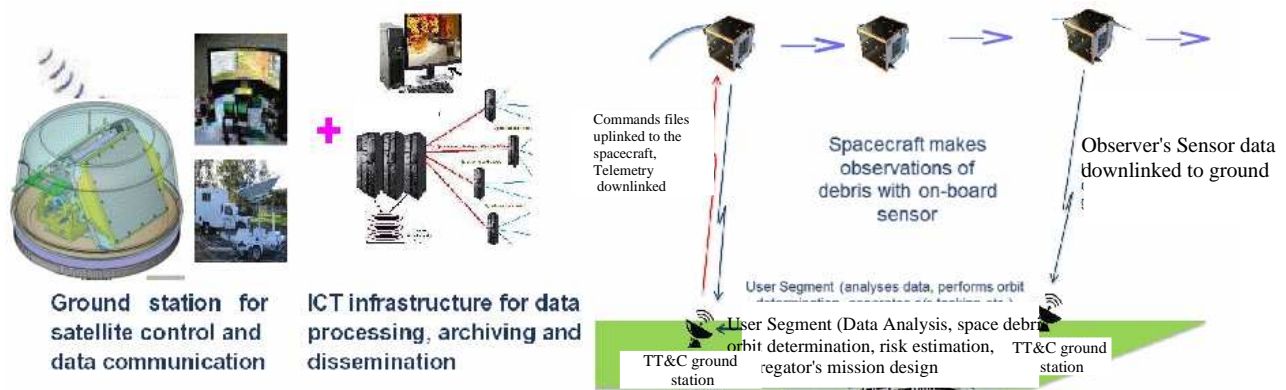 Ground station for
satellite control and
data communication
ICT infrastructure for data
processing, archiving and
dissemination
Commands files
uplinked to the
spacecraft,
Telemetry
downlinked
Spacecraft makes
observations of
debris with on-board
sensor
Observer's Sensor data
downlinked to ground
User Segment (analyses data, performs orbit
User Segment (Data Analysis, space debris
orbit determination, risk estimation,
regator's mission design
TT&C ground
station
TT&C ground
station